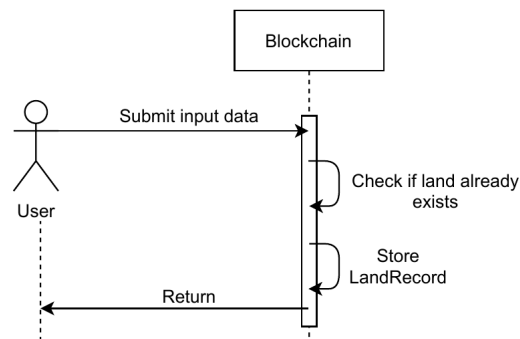 Blockchain
Submit input data
User
Check if land already
exists
Store
LandRecord
Return